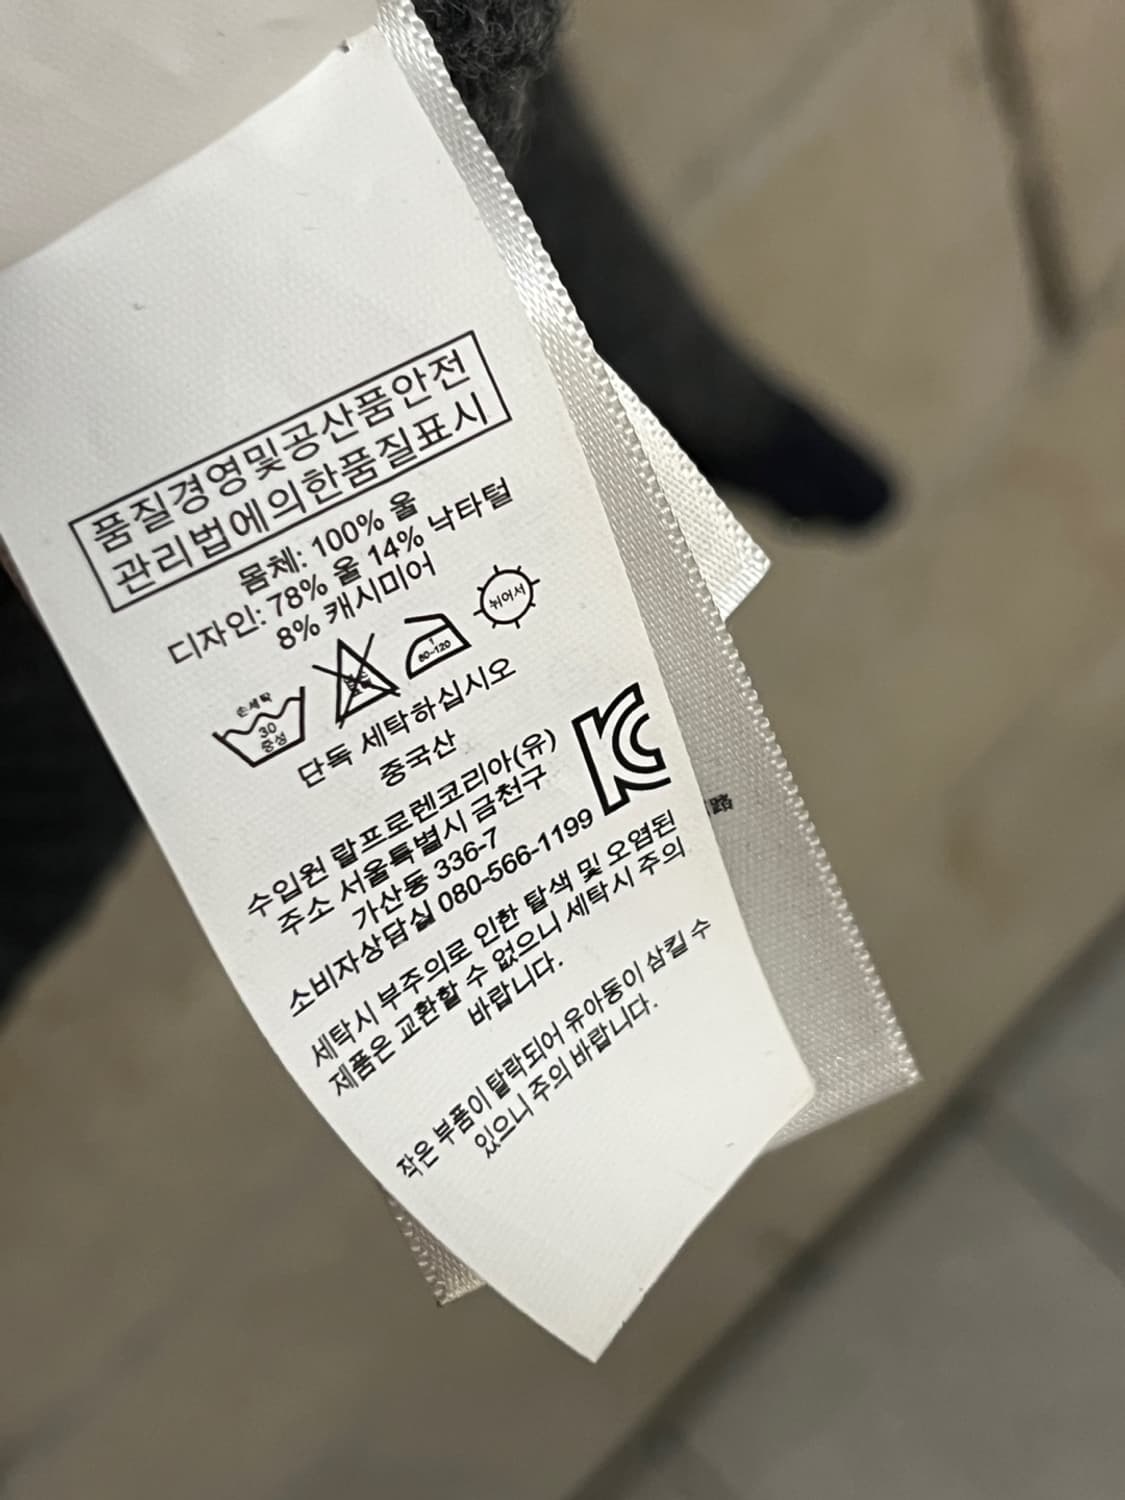 품질경영및공산품안전
관리법에의한품질표시
몸체: 100% 울
디자인: 78% 울 14% 낙타털
8% 캐시미어
손세탁
30
중성
1
80-120
뉘어서
단독 세탁하십시오
중국산
수입원 랄프로렌코리아(유)
주소 서울특별시 금천구
가산동 336-7
소비자상담실 080-566-1199
세탁시 부주의로 인한 탈색 및 오염된
제품은 교환할 수 없으니 세탁시 주의
바랍니다.
작은 부품이 탈락되어 유아동이 삼킬 수
있으니 주의 바랍니다.
踏